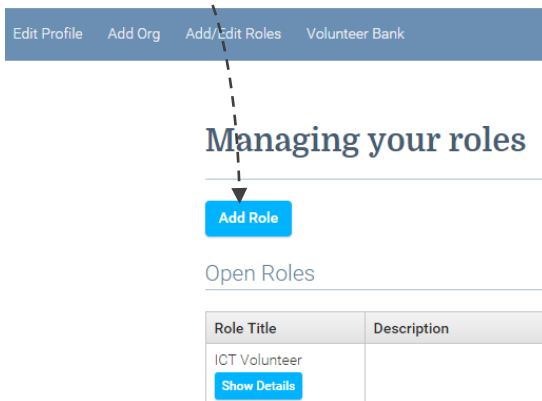 Edit Profile Add Org Add/Edit Roles Volunteer Bank
Managing your roles
Add Role
Open Roles
Role Title Description
ICT Volunteer
Show Details